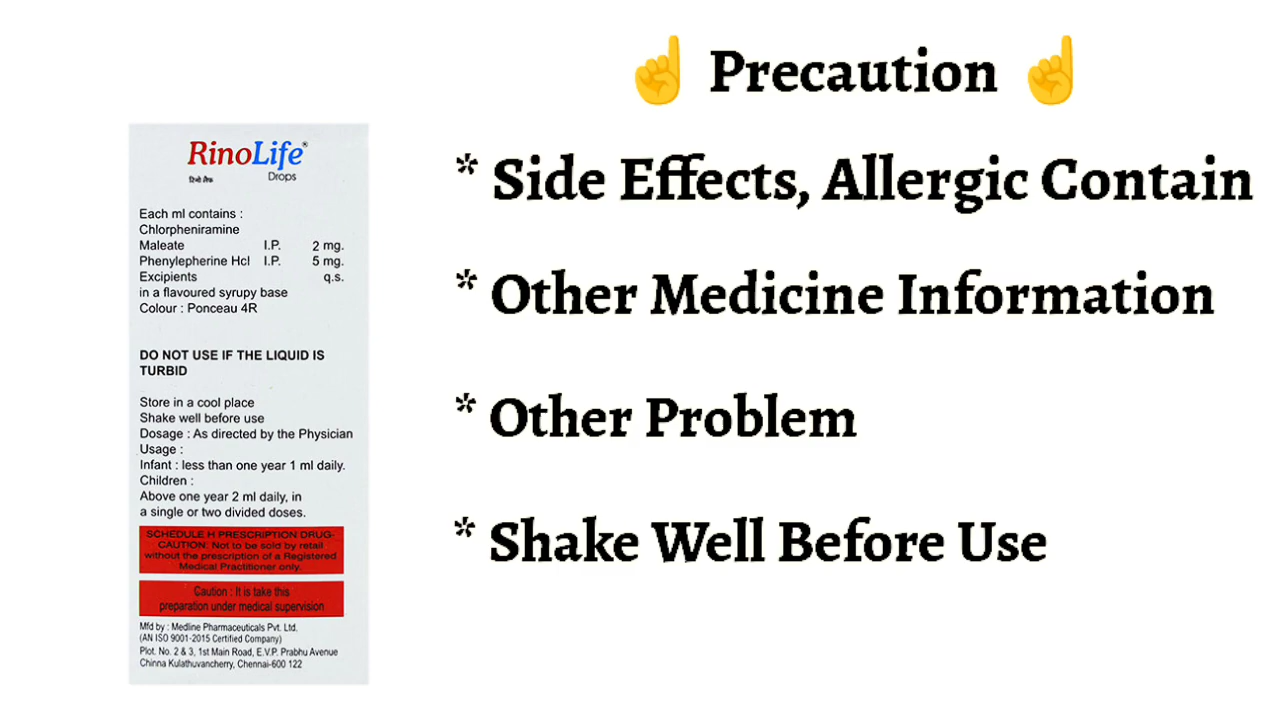 ☝ Precaution ☝
RinoLife®
Drops
Each ml contains :
Chlorpheniramine
Maleate I.P. 2 mg.
Phenylepherine Hcl I.P. 5 mg.
Excipients q.s.
in a flavoured syrupy base
Colour : Ponceau 4R
DO NOT USE IF THE LIQUID IS
TURBID
Store in a cool place
Shake well before use
Dosage : As directed by the Physician
Usage :
Infant : less than one year 1 ml daily.
Children :
Above one year 2 ml daily, in
a single or two divided doses.
SCHEDULE H PRESCRIPTION DRUG-
CAUTION: Not to be sold by retail
without the prescription of a Registered
Medical Practitioner only.
Caution : It is take this
preparation under medical supervision
Mfd by : Medline Pharmaceuticals Pvt. Ltd.
(AN ISO 9001-2015 Certified Company)
Plot. No. 2 & 3, 1st Main Road, E.V.P. Prabhu Avenue
Chinna Kulathuvancherry, Chennai-600 122
* Side Effects, Allergic Contain
* Other Medicine Information
* Other Problem
* Shake Well Before Use